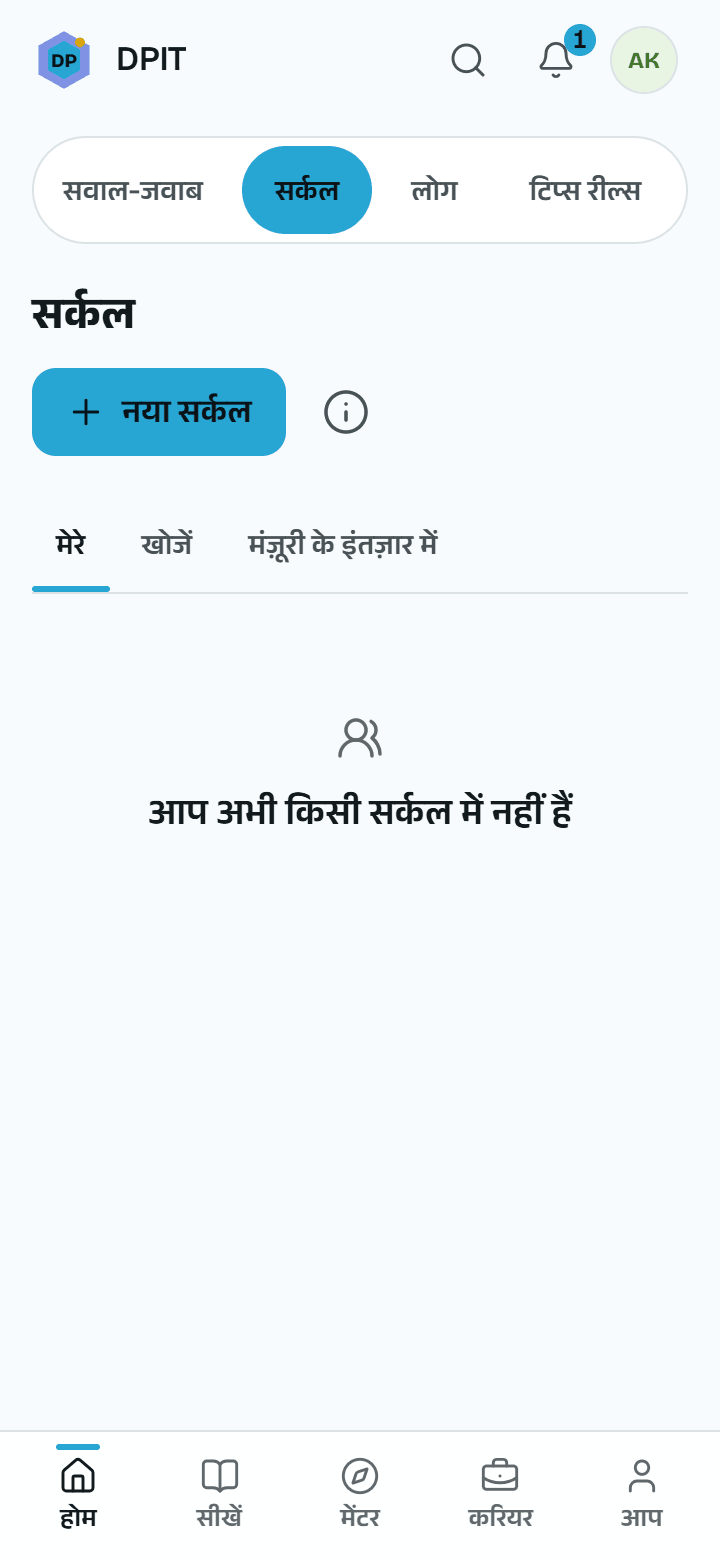 DP DPIT 1 AK
सवाल-जवाब सर्कल लोग टिप्स रील्स
सर्कल
नया सर्कल
मेरे खोजें मंज़ूरी के इंतज़ार में
आप अभी किसी सर्कल में नहीं हैं
होम सीखें मेंटर करियर आप